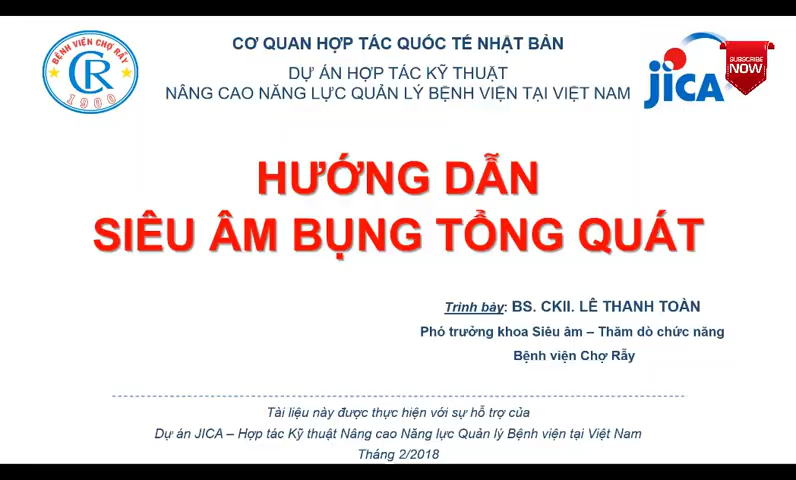 BỆNH VIỆN CHỢ RẪY
CR
1900
CƠ QUAN HỢP TÁC QUỐC TẾ NHẬT BẢN
DỰ ÁN HỢP TÁC KỸ THUẬT
NÂNG CAO NĂNG LỰC QUẢN LÝ BỆNH VIỆN TẠI VIỆT NAM
JICA
SUBSCRIBE
NOW
HƯỚNG DẪN
SIÊU ÂM BỤNG TỔNG QUÁT
Trình bày: BS. CKII. LÊ THANH TOÀN
Phó trưởng khoa Siêu âm – Thăm dò chức năng
Bệnh viện Chợ Rẫy
Tài liệu này được thực hiện với sự hỗ trợ của
Dự án JICA – Hợp tác Kỹ thuật Nâng cao Năng lực Quản lý Bệnh viện tại Việt Nam
Tháng 2/2018